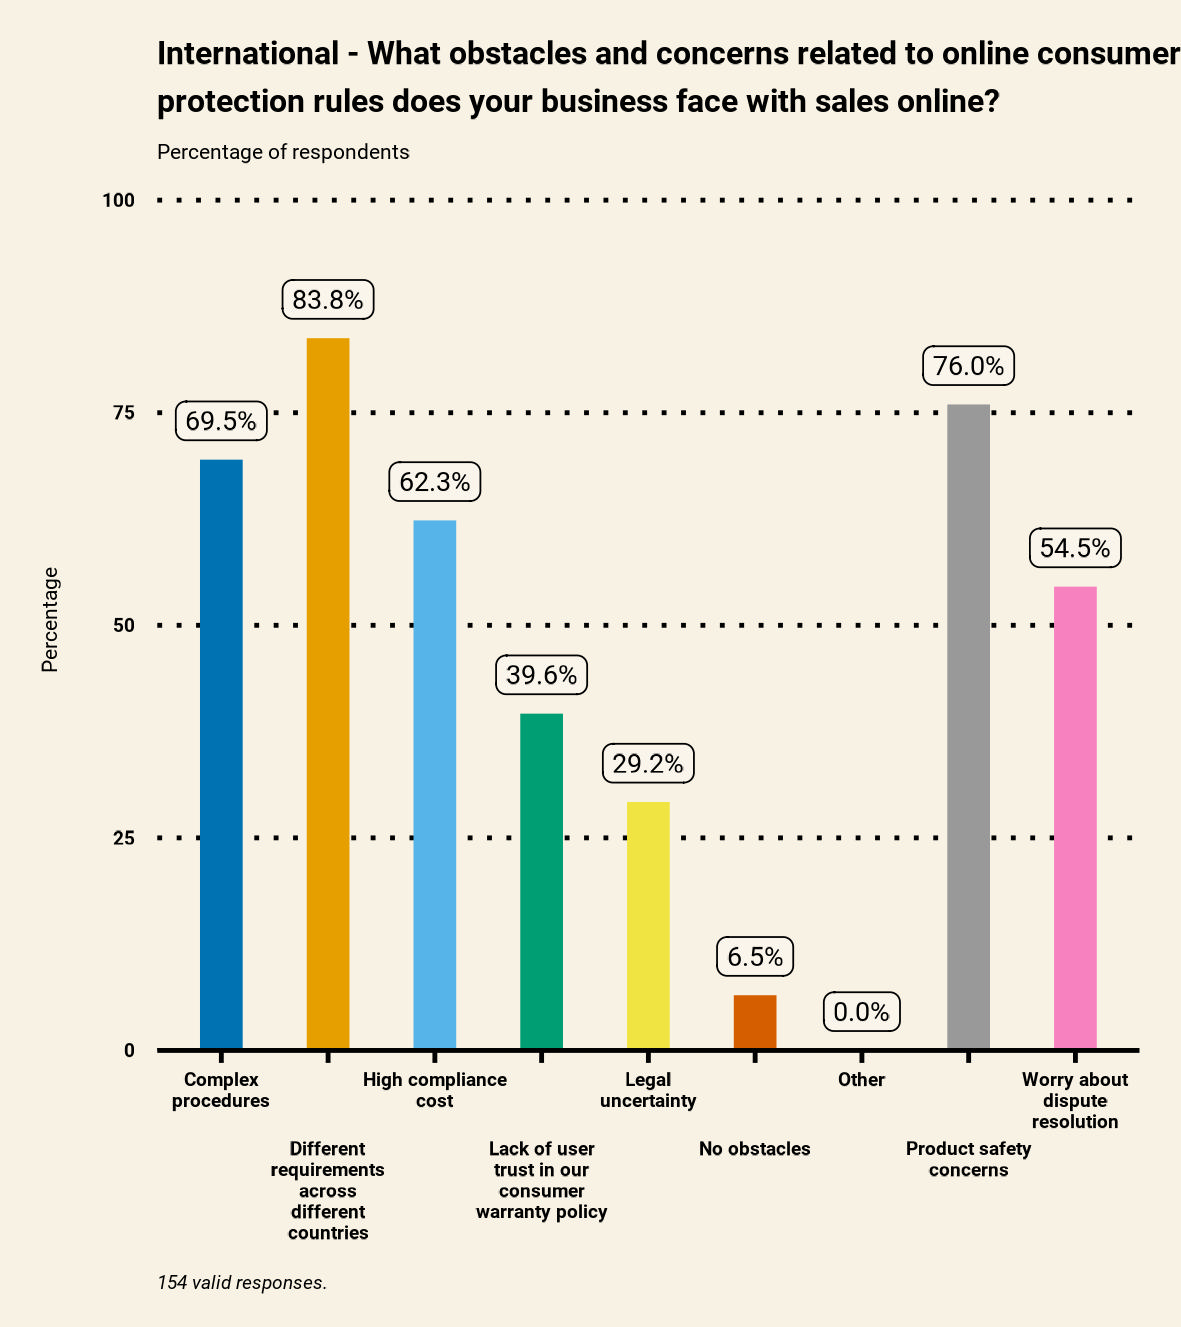 International - What obstacles and concerns related to online consumer
protection rules does your business face with sales online?
Percentage of respondents
100
83.8%
76.0%
75
69.5%
62.3%
54.5%
Percentage
50
39.6%
29.2%
25
6.5%
0.0%
0
Complex
procedures
Different
requirements
across
different
countries
High compliance
cost
Lack of user
trust in our
consumer
warranty policy
Legal
uncertainty
No obstacles
Other
Product safety
concerns
Worry about
dispute
resolution
154 valid responses.